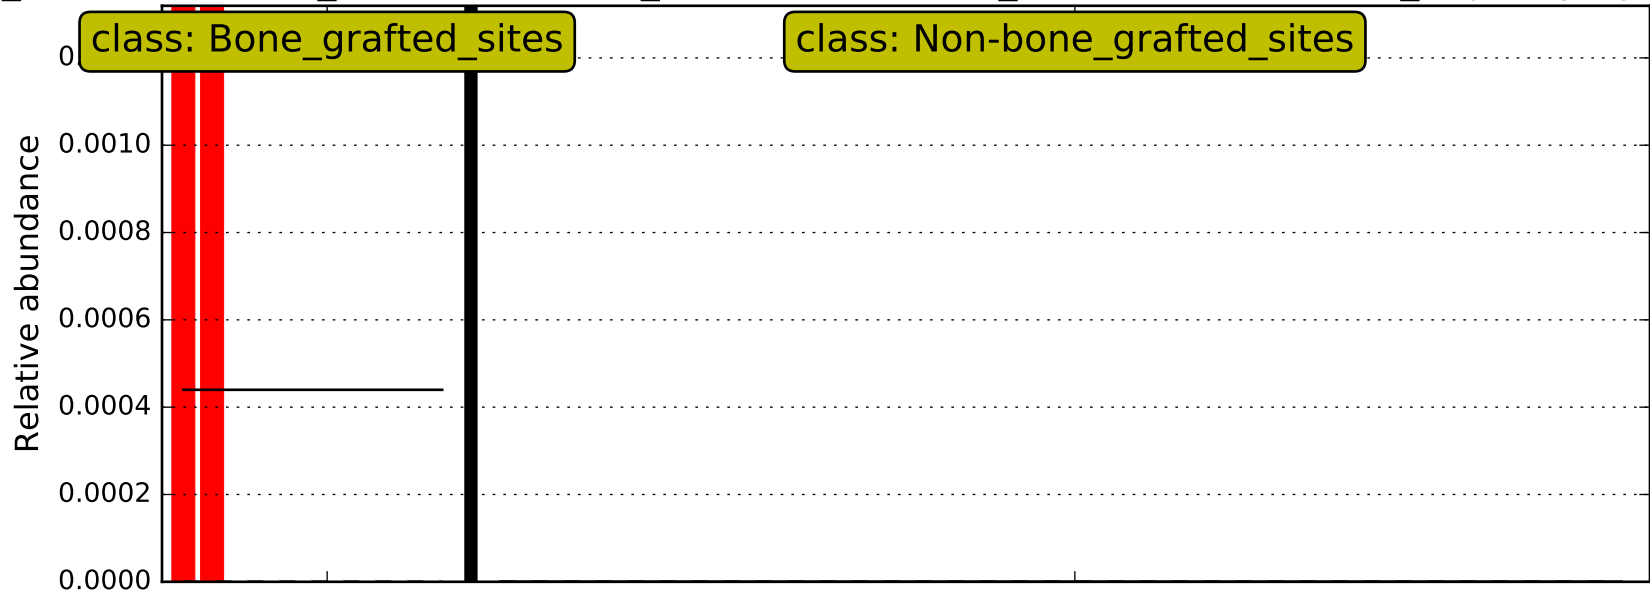 class: Bone_grafted_sites
class: Non-bone_grafted_sites
0.
0.0010
0.0008
0.0006
0.0004
0.0002
0.0000
Relative abundance